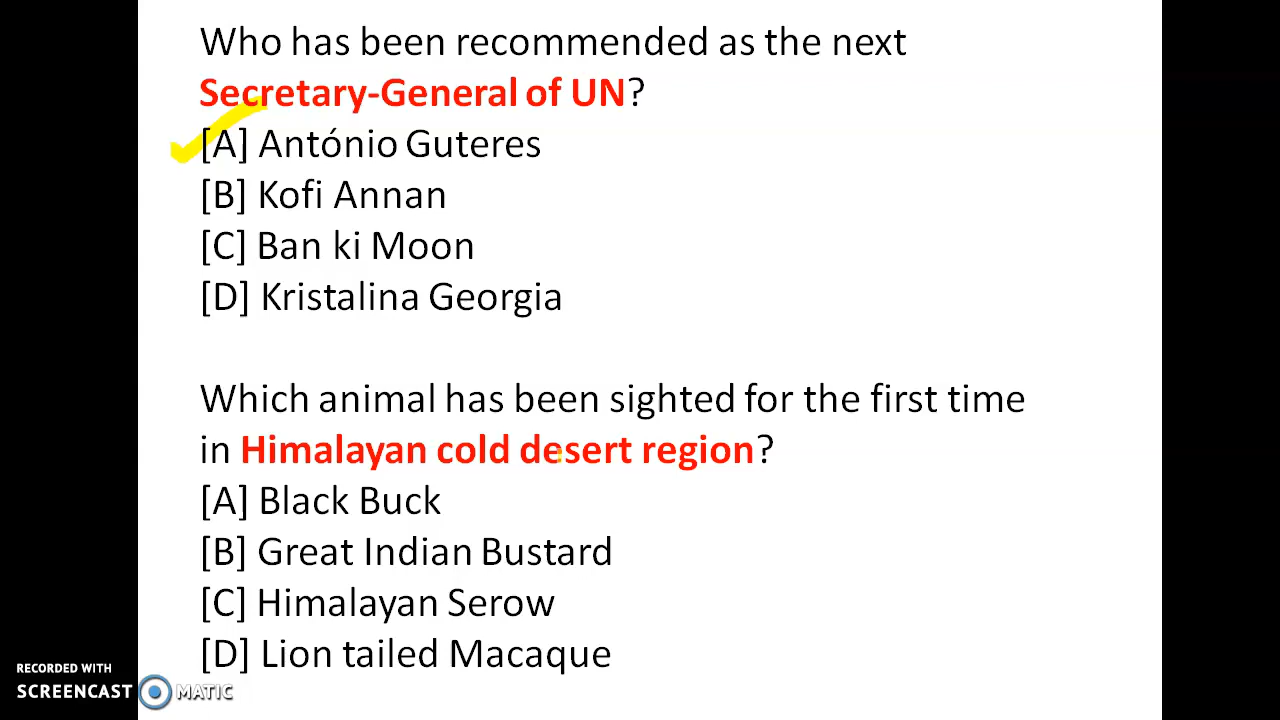 Who has been recommended as the next
Secretary-General of UN?
[A] António Guteres
[B] Kofi Annan
[C] Ban ki Moon
[D] Kristalina Georgia
Which animal has been sighted for the first time
in Himalayan cold desert region?
[A] Black Buck
[B] Great Indian Bustard
[C] Himalayan Serow
[D] Lion tailed Macaque
RECORDED WITH
SCREENCAST MATIC